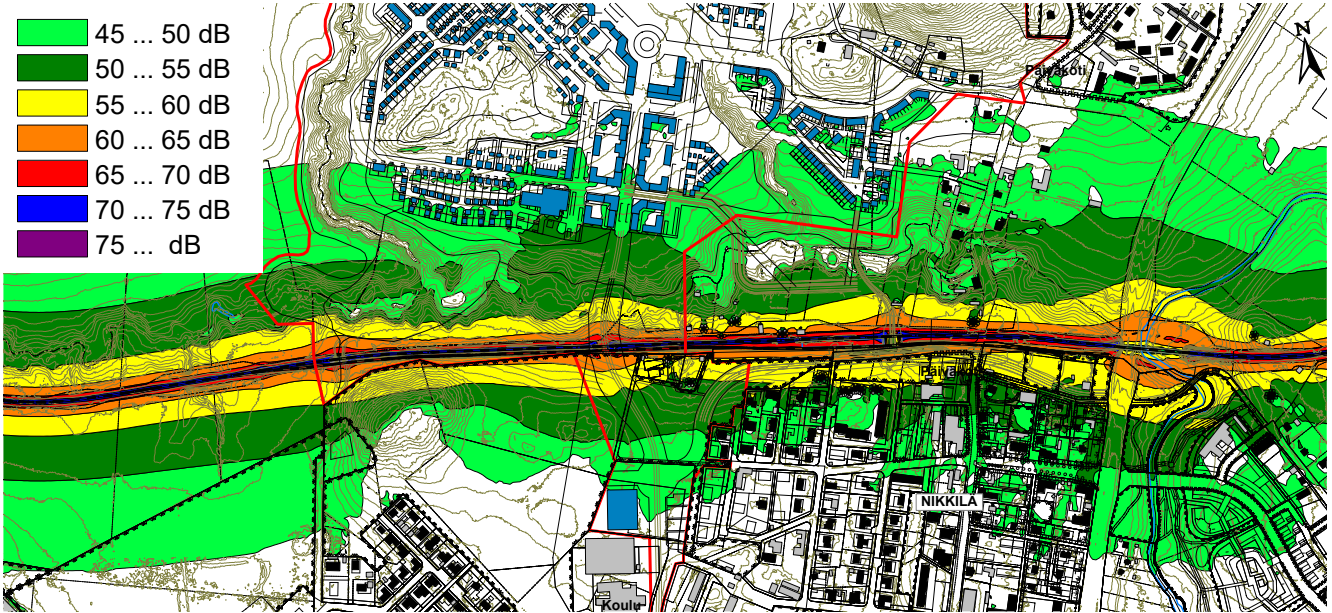 45 ... 50 dB
50 ... 55 dB
55 ... 60 dB
60 ... 65 dB
65 ... 70 dB
70 ... 75 dB
75 ... dB
N
Päiväkoti
NIKKILÄ
Koulu